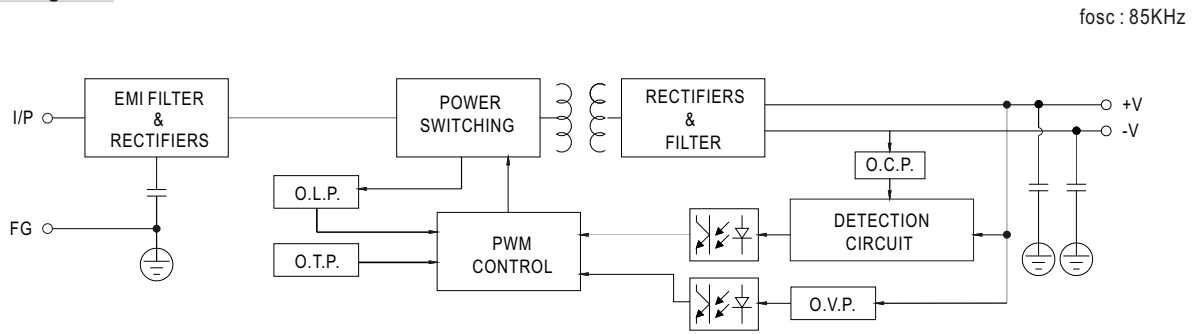 fosc : 85KHz
I/P
EMI FILTER
&
RECTIFIERS
POWER
SWITCHING
RECTIFIERS
&
FILTER
+V
-V
O.C.P.
O.L.P.
FG
PWM
CONTROL
DETECTION
CIRCUIT
O.T.P.
O.V.P.